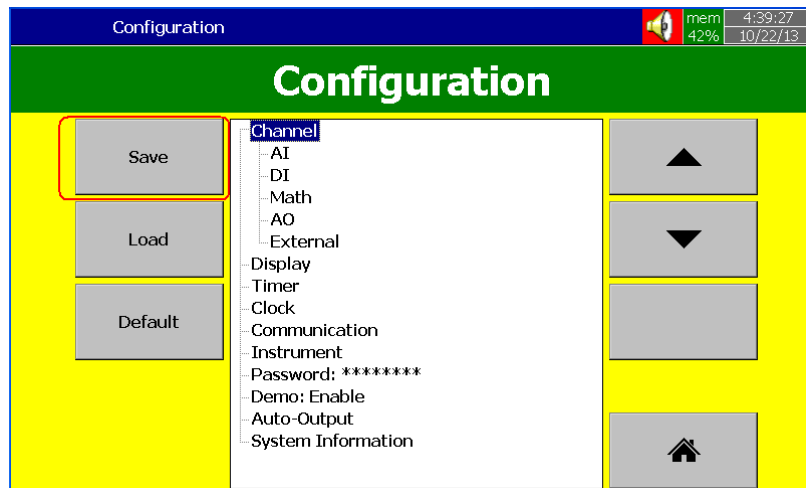 Configuration
mem 4:39:27
42% 10/22/13
Configuration
Save
Load
Default
Channel
AI
DI
Math
AO
External
Display
Timer
Clock
Communication
Instrument
Password: ********
Demo: Enable
Auto-Output
System Information